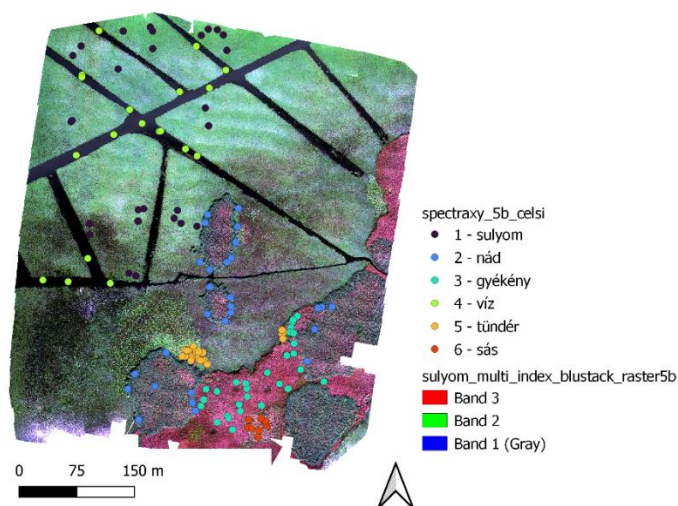 spectraxy_5b_celsi
1 - sulyom
2 - nád
3 - gyékény
4 - víz
5 - tündér
6 - sás
sulyom_multi_index_blustack_raster5b
Band 3
Band 2
Band 1 (Gray)
0 75 150 m